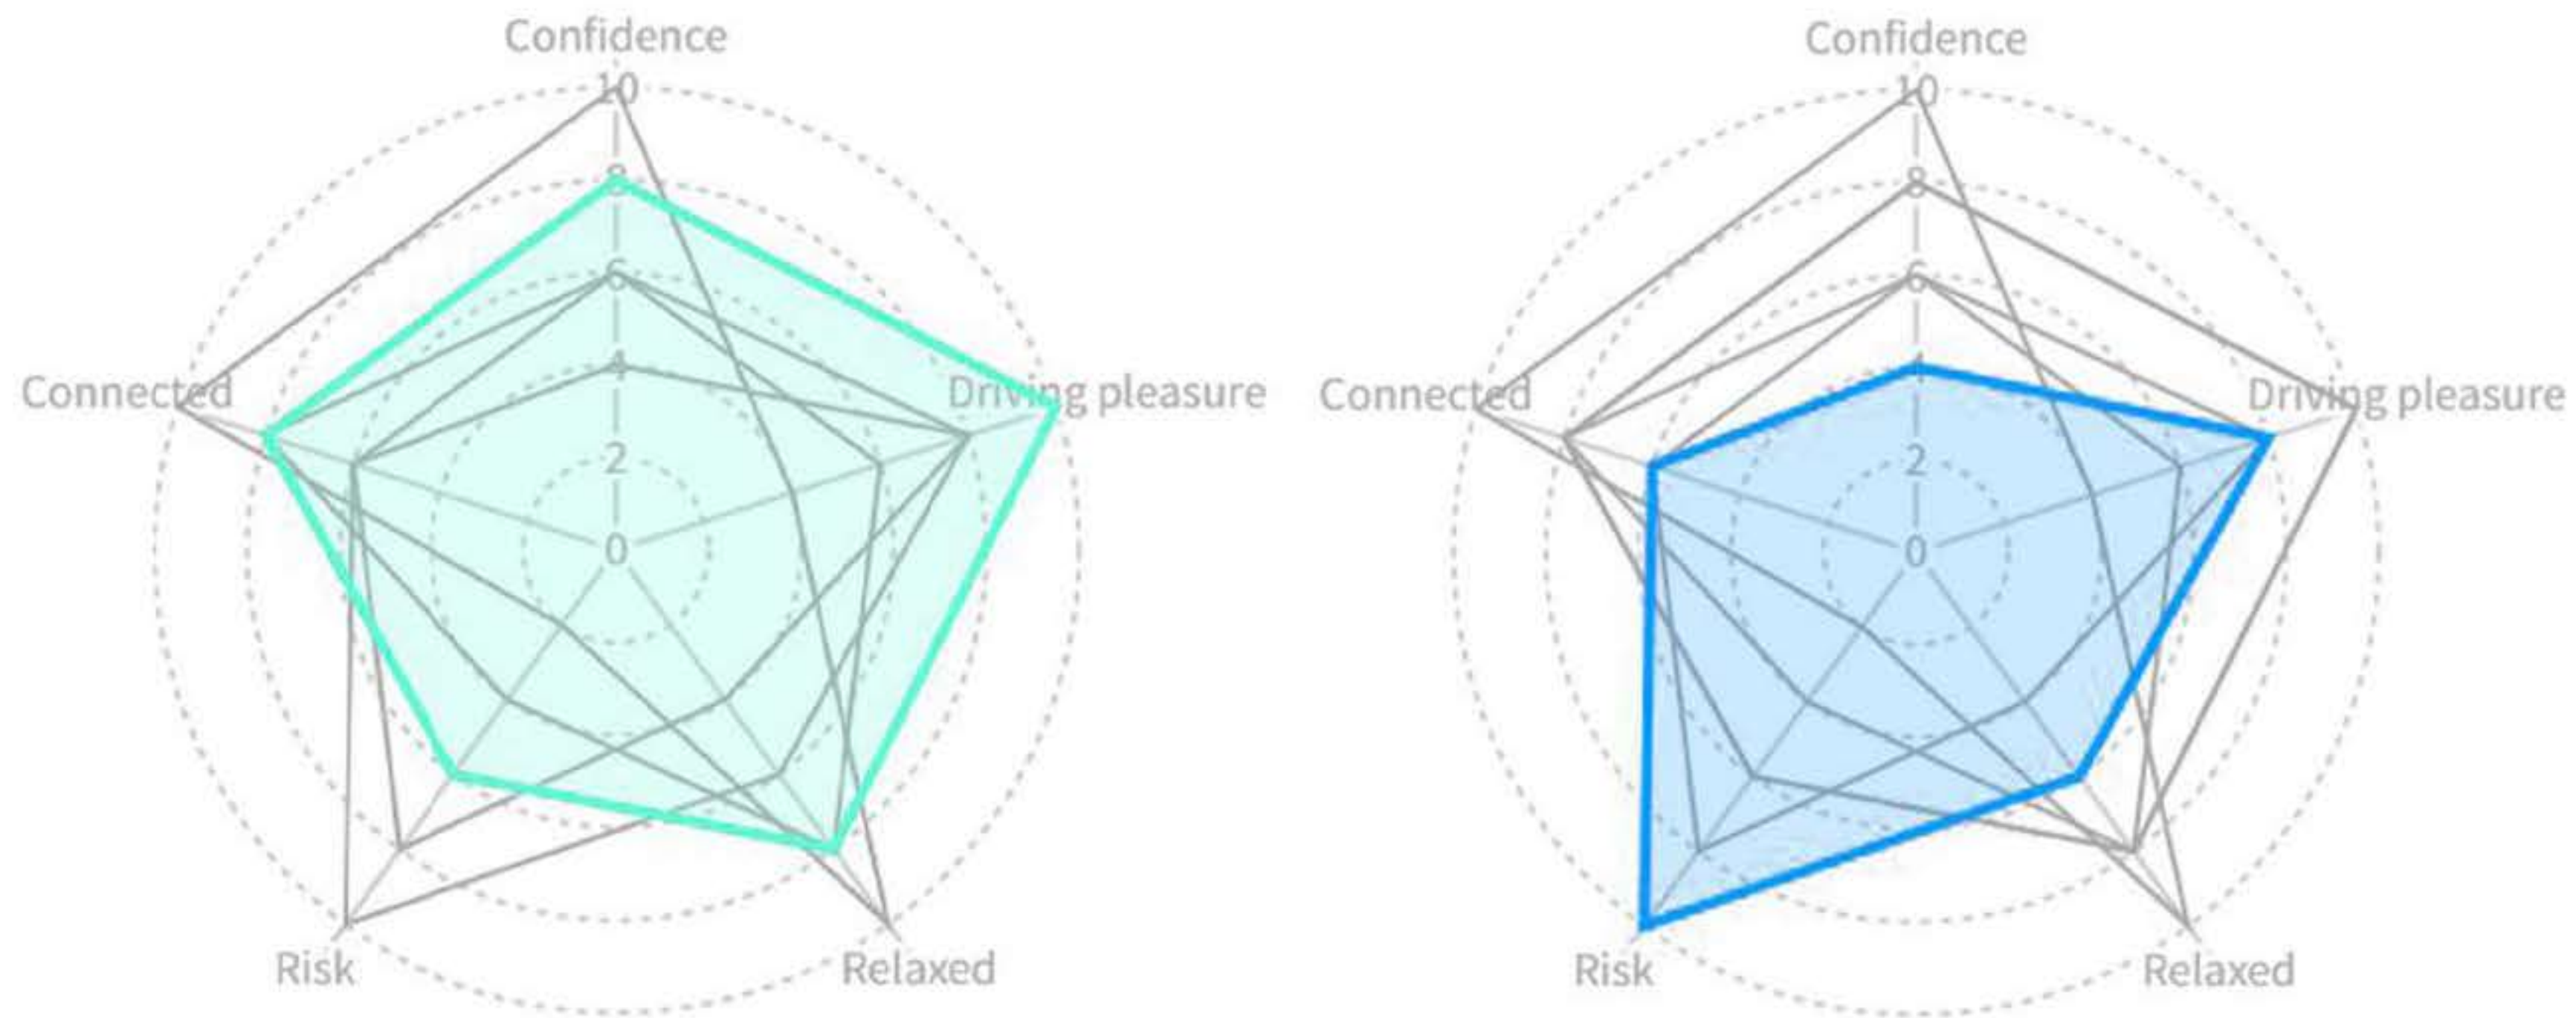 Confidence
10
8
6
4
2
0
Connected
Driving pleasure
Risk
Relaxed
Confidence
10
8
6
4
2
0
Connected
Driving pleasure
Risk
Relaxed